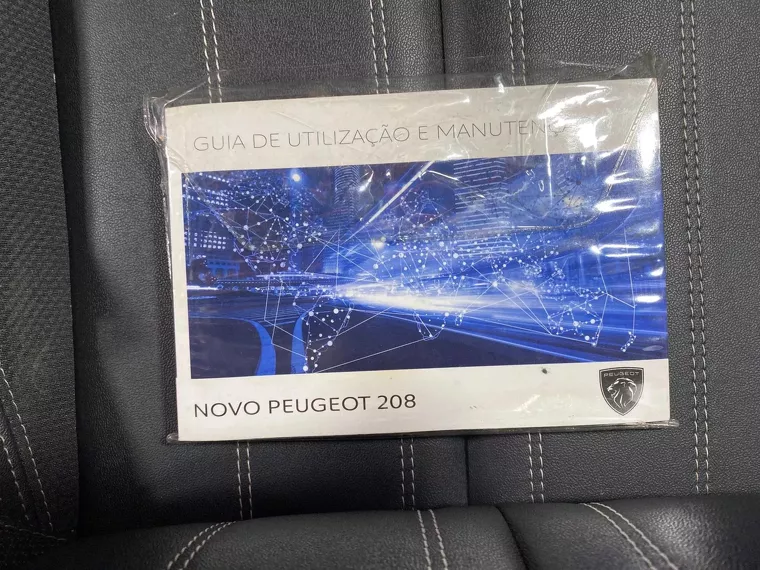 GUIA DE UTILIZAÇÃO E
NOVO PEUGEOT 208
PEUGEOT